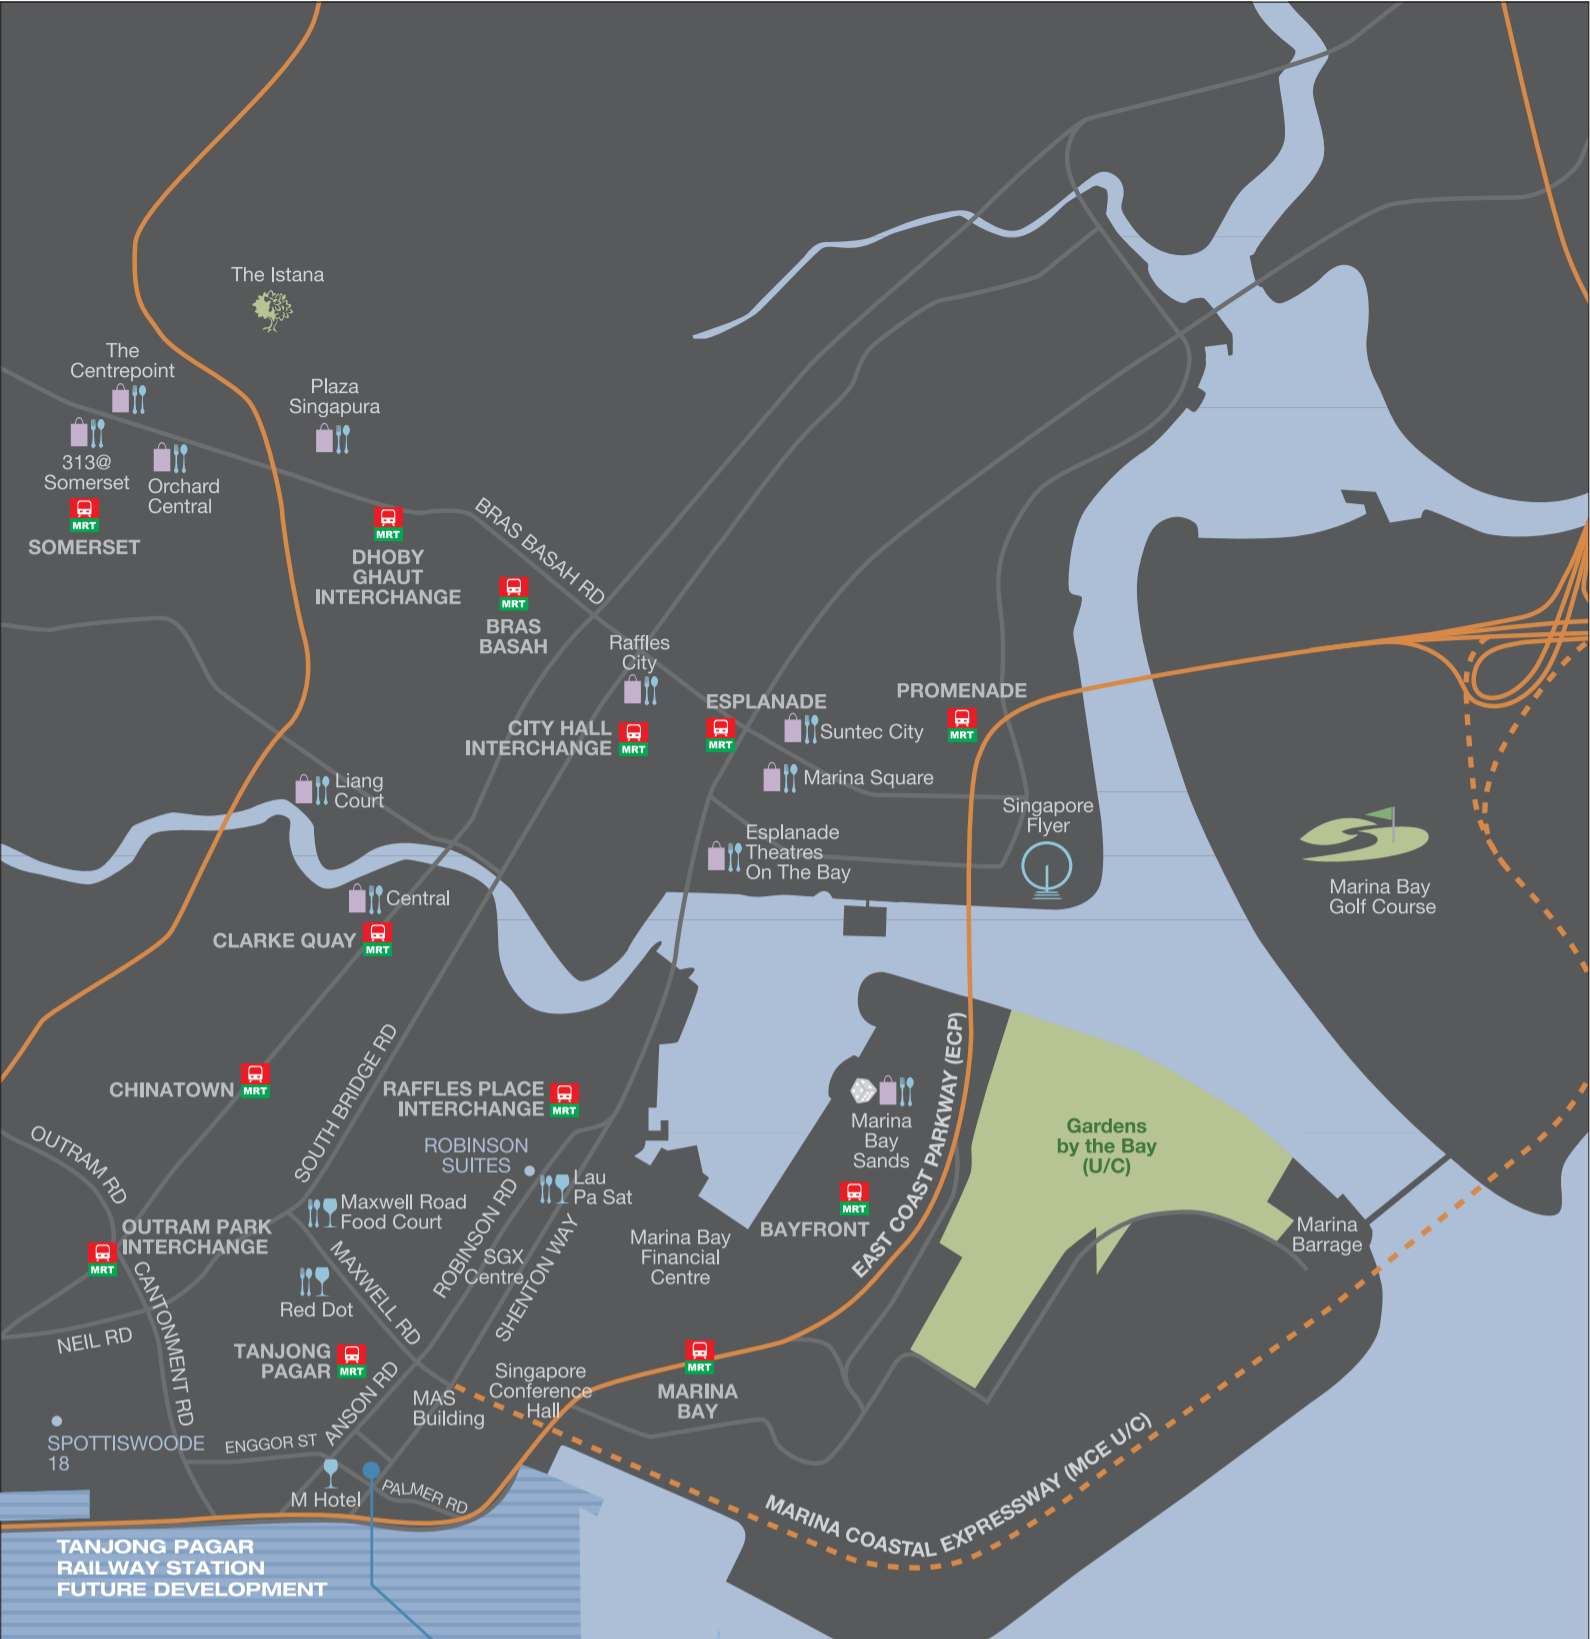 The Istana
The
Centrepoint
Plaza
Singapura
313@
Somerset
Orchard
Central
MRT
SOMERSET
MRT
DHOBY
GHAUT
INTERCHANGE
BRAS BASAH RD
MRT
BRAS
BASAH
Raffles
City
ESPLANADE
PROMENADE
CITY HALL
INTERCHANGE
MRT
MRT
Suntec City
MRT
Marina Square
Liang
Court
Singapore
Flyer
Esplanade
Theatres
On The Bay
Marina Bay
Golf Course
Central
CLARKE QUAY
MRT
SOUTH BRIDGE RD
EAST COAST PARKWAY (ECP)
CHINATOWN
MRT
RAFFLES PLACE
INTERCHANGE
MRT
Marina
Bay
Sands
Gardens
by the Bay
(U/C)
OUTRAM RD
ROBINSON
SUITES
Lau
Pa Sat
Maxwell Road
Food Court
ROBINSON RD
MRT
BAYFRONT
OUTRAM PARK
INTERCHANGE
MRT
Marina Bay
Financial
Centre
Marina
Barrage
SGX
Centre
SHENTON WAY
MAXWELL RD
CANTONMENT RD
Red Dot
NEIL RD
TANJONG
PAGAR
MRT
ANSON RD
Singapore
Conference
Hall
MRT
MARINA
BAY
MAS
Building
SPOTTISWOODE
18
ENGGOR ST
M Hotel
PALMER RD
MARINA COASTAL EXPRESSWAY (MCE U/C)
TANJONG PAGAR
RAILWAY STATION
FUTURE DEVELOPMENT